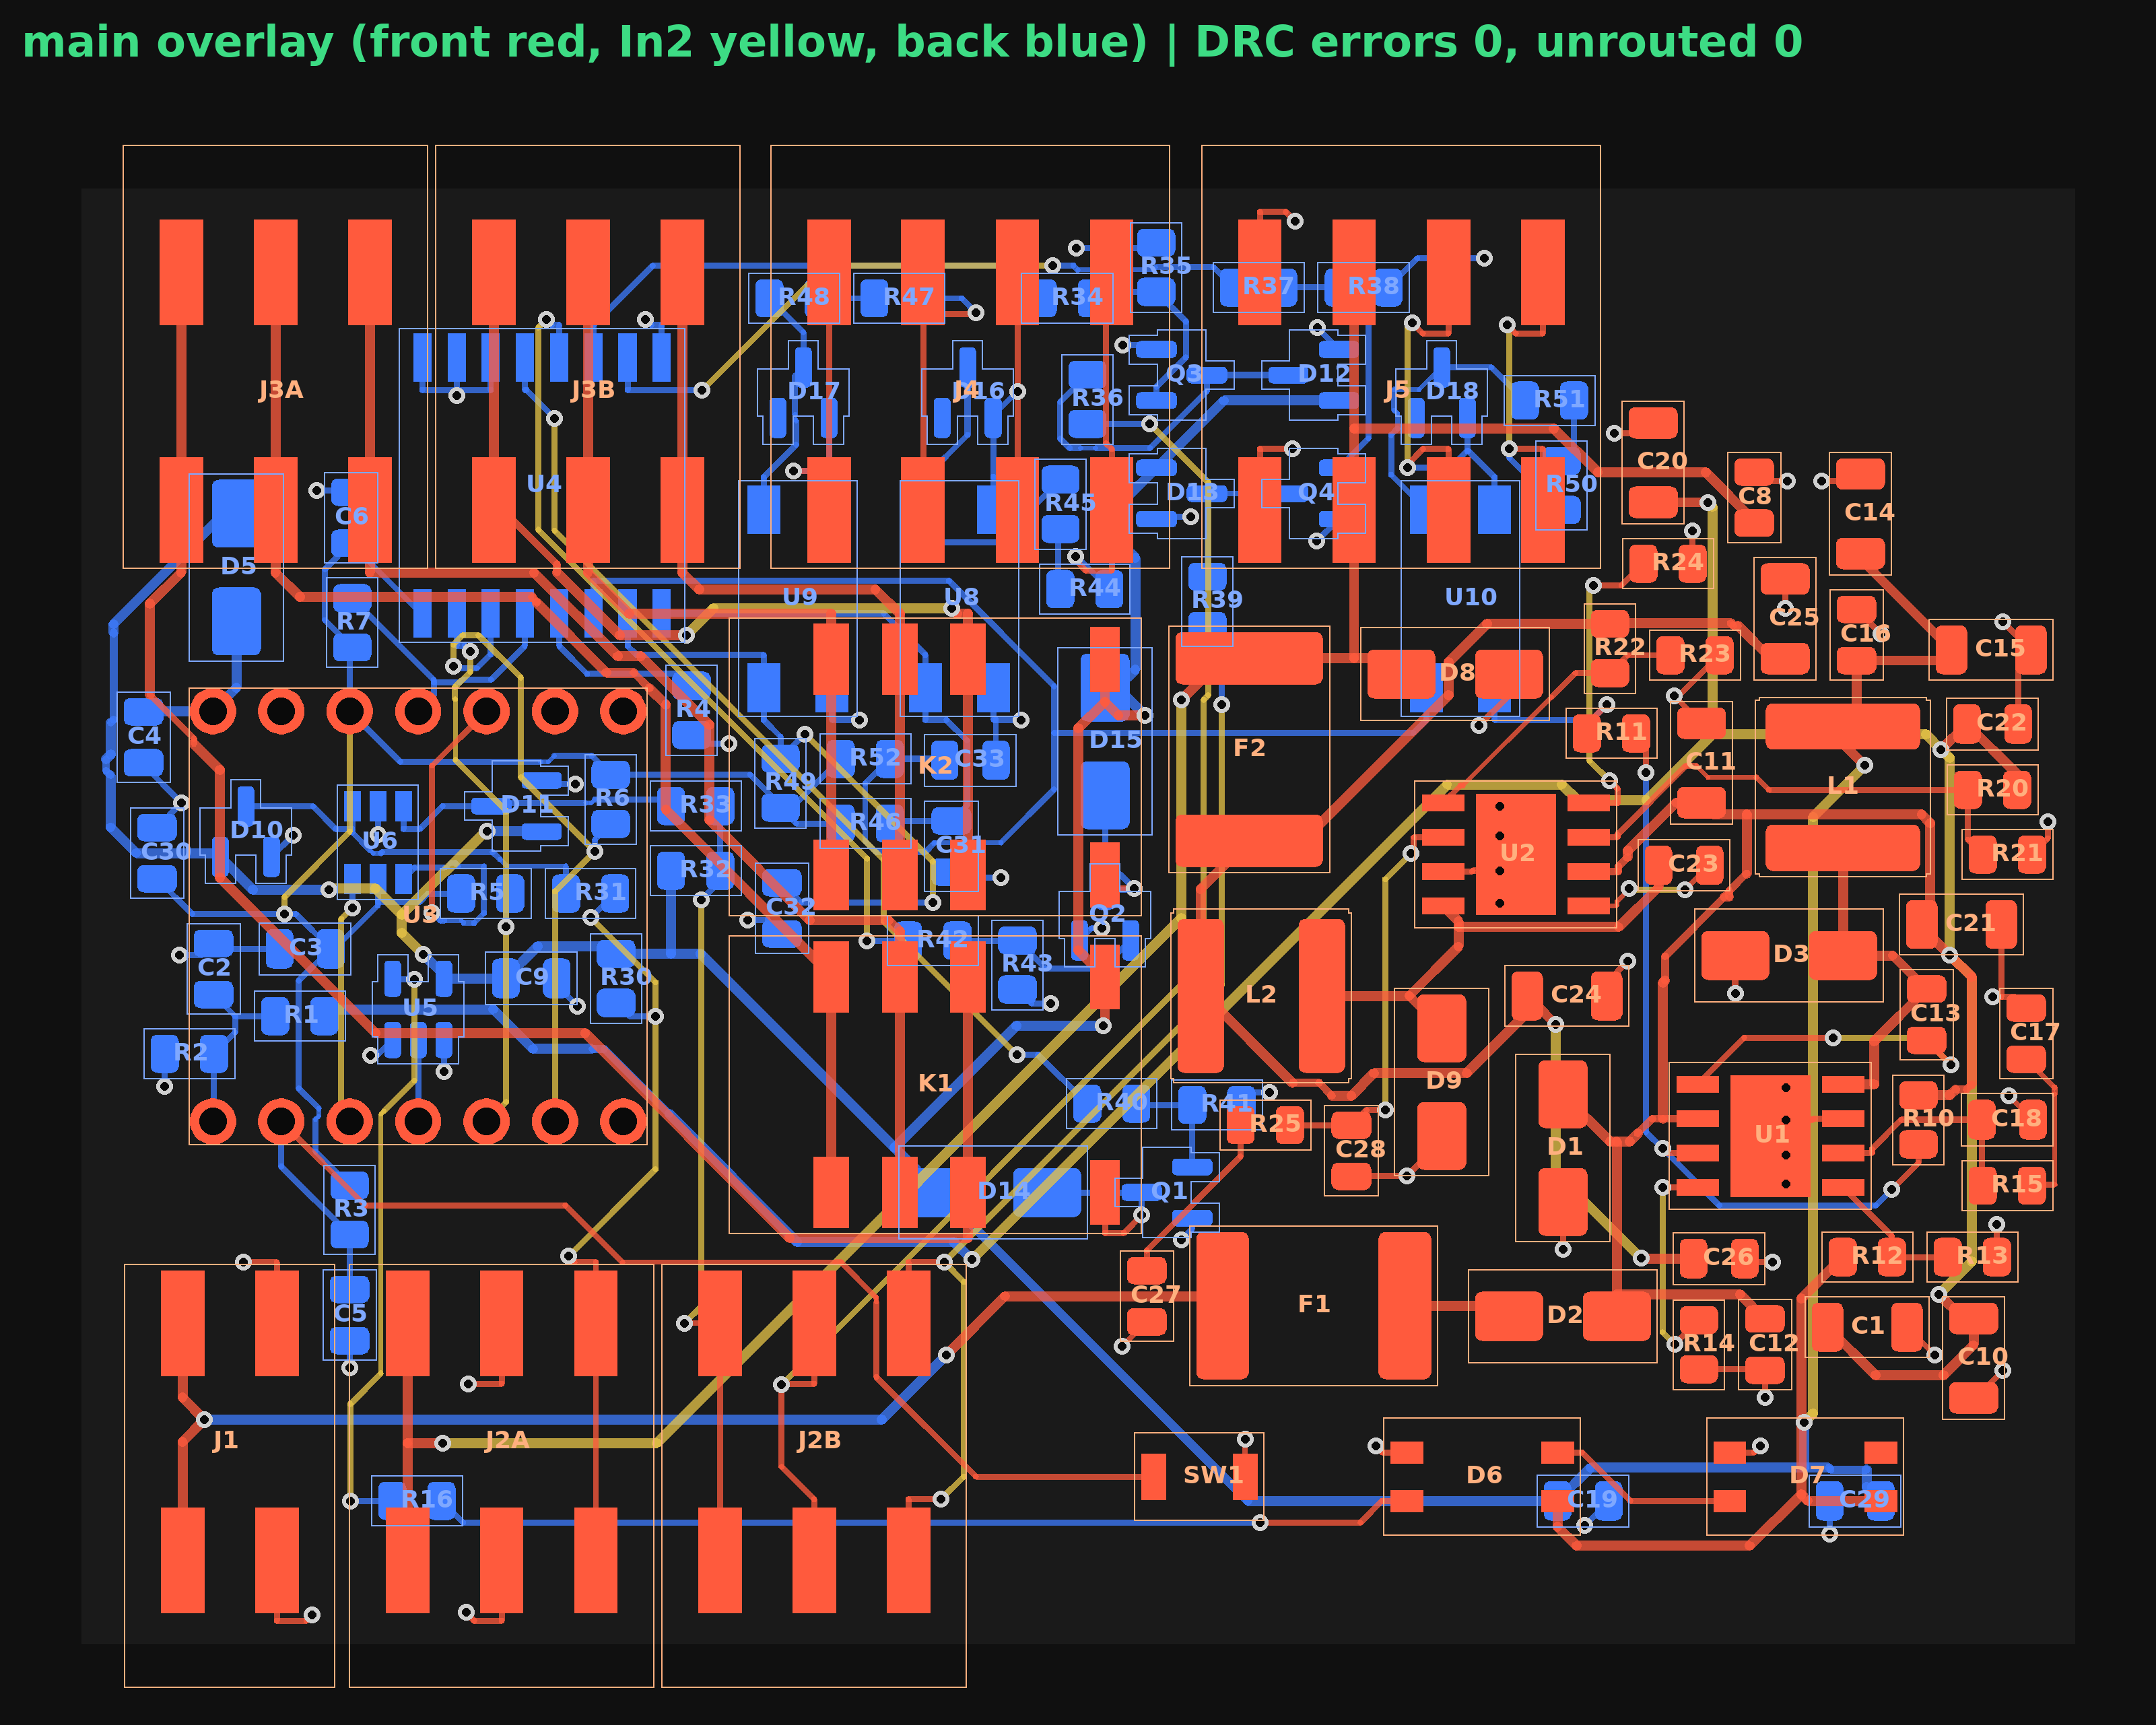 main overlay (front red, In2 yellow, back blue) | DRC errors 0, unrouted 0
R35
R48 R47 R34 R37 R38
J3A J3B D17 J4 R36 Q3 D12 J5 D18 R51
U4 R45 D13 Q4 R50 C20 C8 C14
C6
D5 U9 U8 R44 R39 U10 R24
R7 R22 R23 C25 C16 C15
R4 D8
C4 D15 F2 R11 C22
R49 R52 K2 C33 C11 L1
D11 R6 R33 R20
D10 U6 R46 C31 U2 R21
C30 R32 C23
R5 R31 C32 Q2
C3 R42 C21
C2 C9 R30 R43 D3
R1 U5 L2 C24 C13
R2 C17
K1 D9
R40 R41 R25 C28 D1 U1 R10 C18
R3 D14 Q1 R15
C26 R12 R13
C5 C27 F1 D2 R14 C12 C1 C10
J1 J2A J2B
SW1 D6 D7
R16 C19 C29